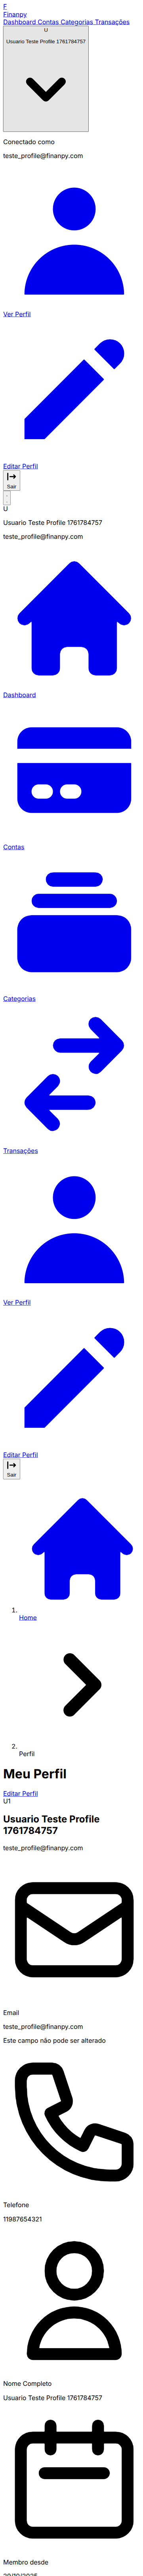 F
Finanpy
Dashboard Contas Categorias Transações
U
Usuario Teste Profile 1761784757
Conectado como
teste_profile@finanpy.com
Ver Perfil
Editar Perfil
Sair
U
Usuario Teste Profile 1761784757
teste_profile@finanpy.com
Dashboard
Contas
Categorias
Transações
Ver Perfil
Editar Perfil
Sair
1.
Home
2.
Perfil
Meu Perfil
Editar Perfil
U1
Usuario Teste Profile
1761784757
teste_profile@finanpy.com
Email
teste_profile@finanpy.com
Este campo não pode ser alterado
Telefone
11987654321
Nome Completo
Usuario Teste Profile 1761784757
Membro desde